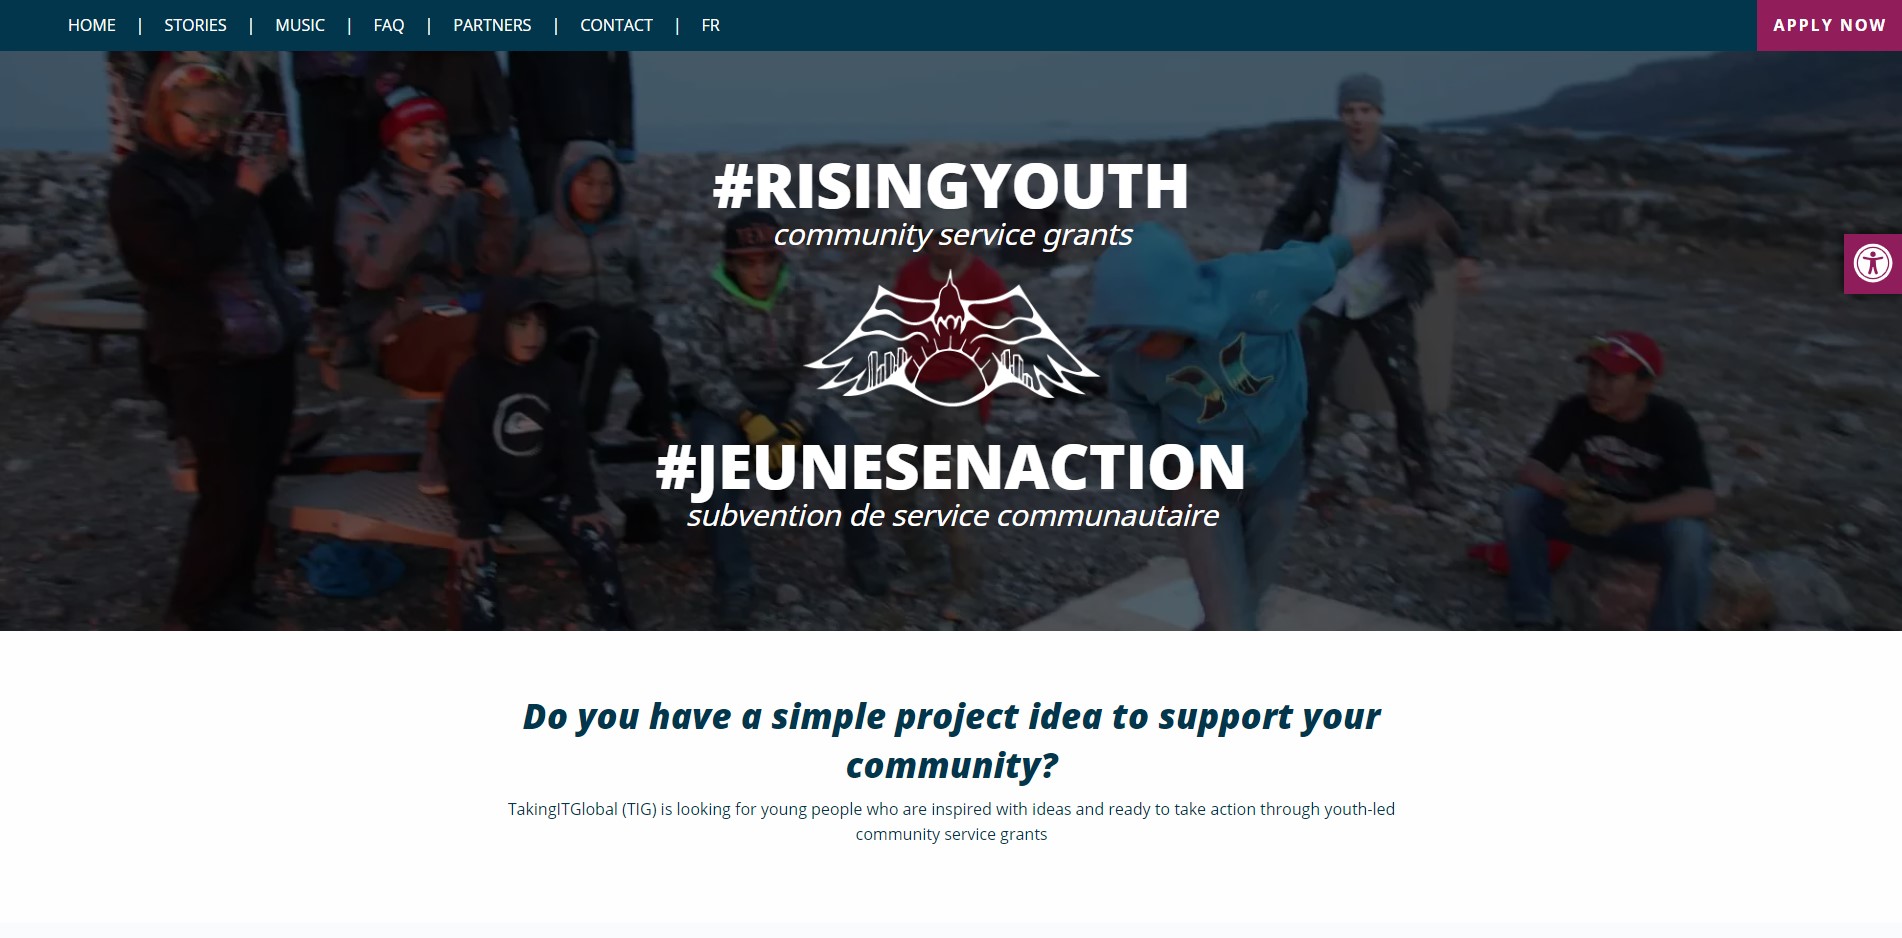 HOME | STORIES | MUSIC | FAQ | PARTNERS | CONTACT | FR
APPLY NOW
#RISINGYOUTH
community service grants
#JEUNESENACTION
subvention de service communautaire
Do you have a simple project idea to support your
community?
TakingITGlobal (TIG) is looking for young people who are inspired with ideas and ready to take action through youth-led
community service grants